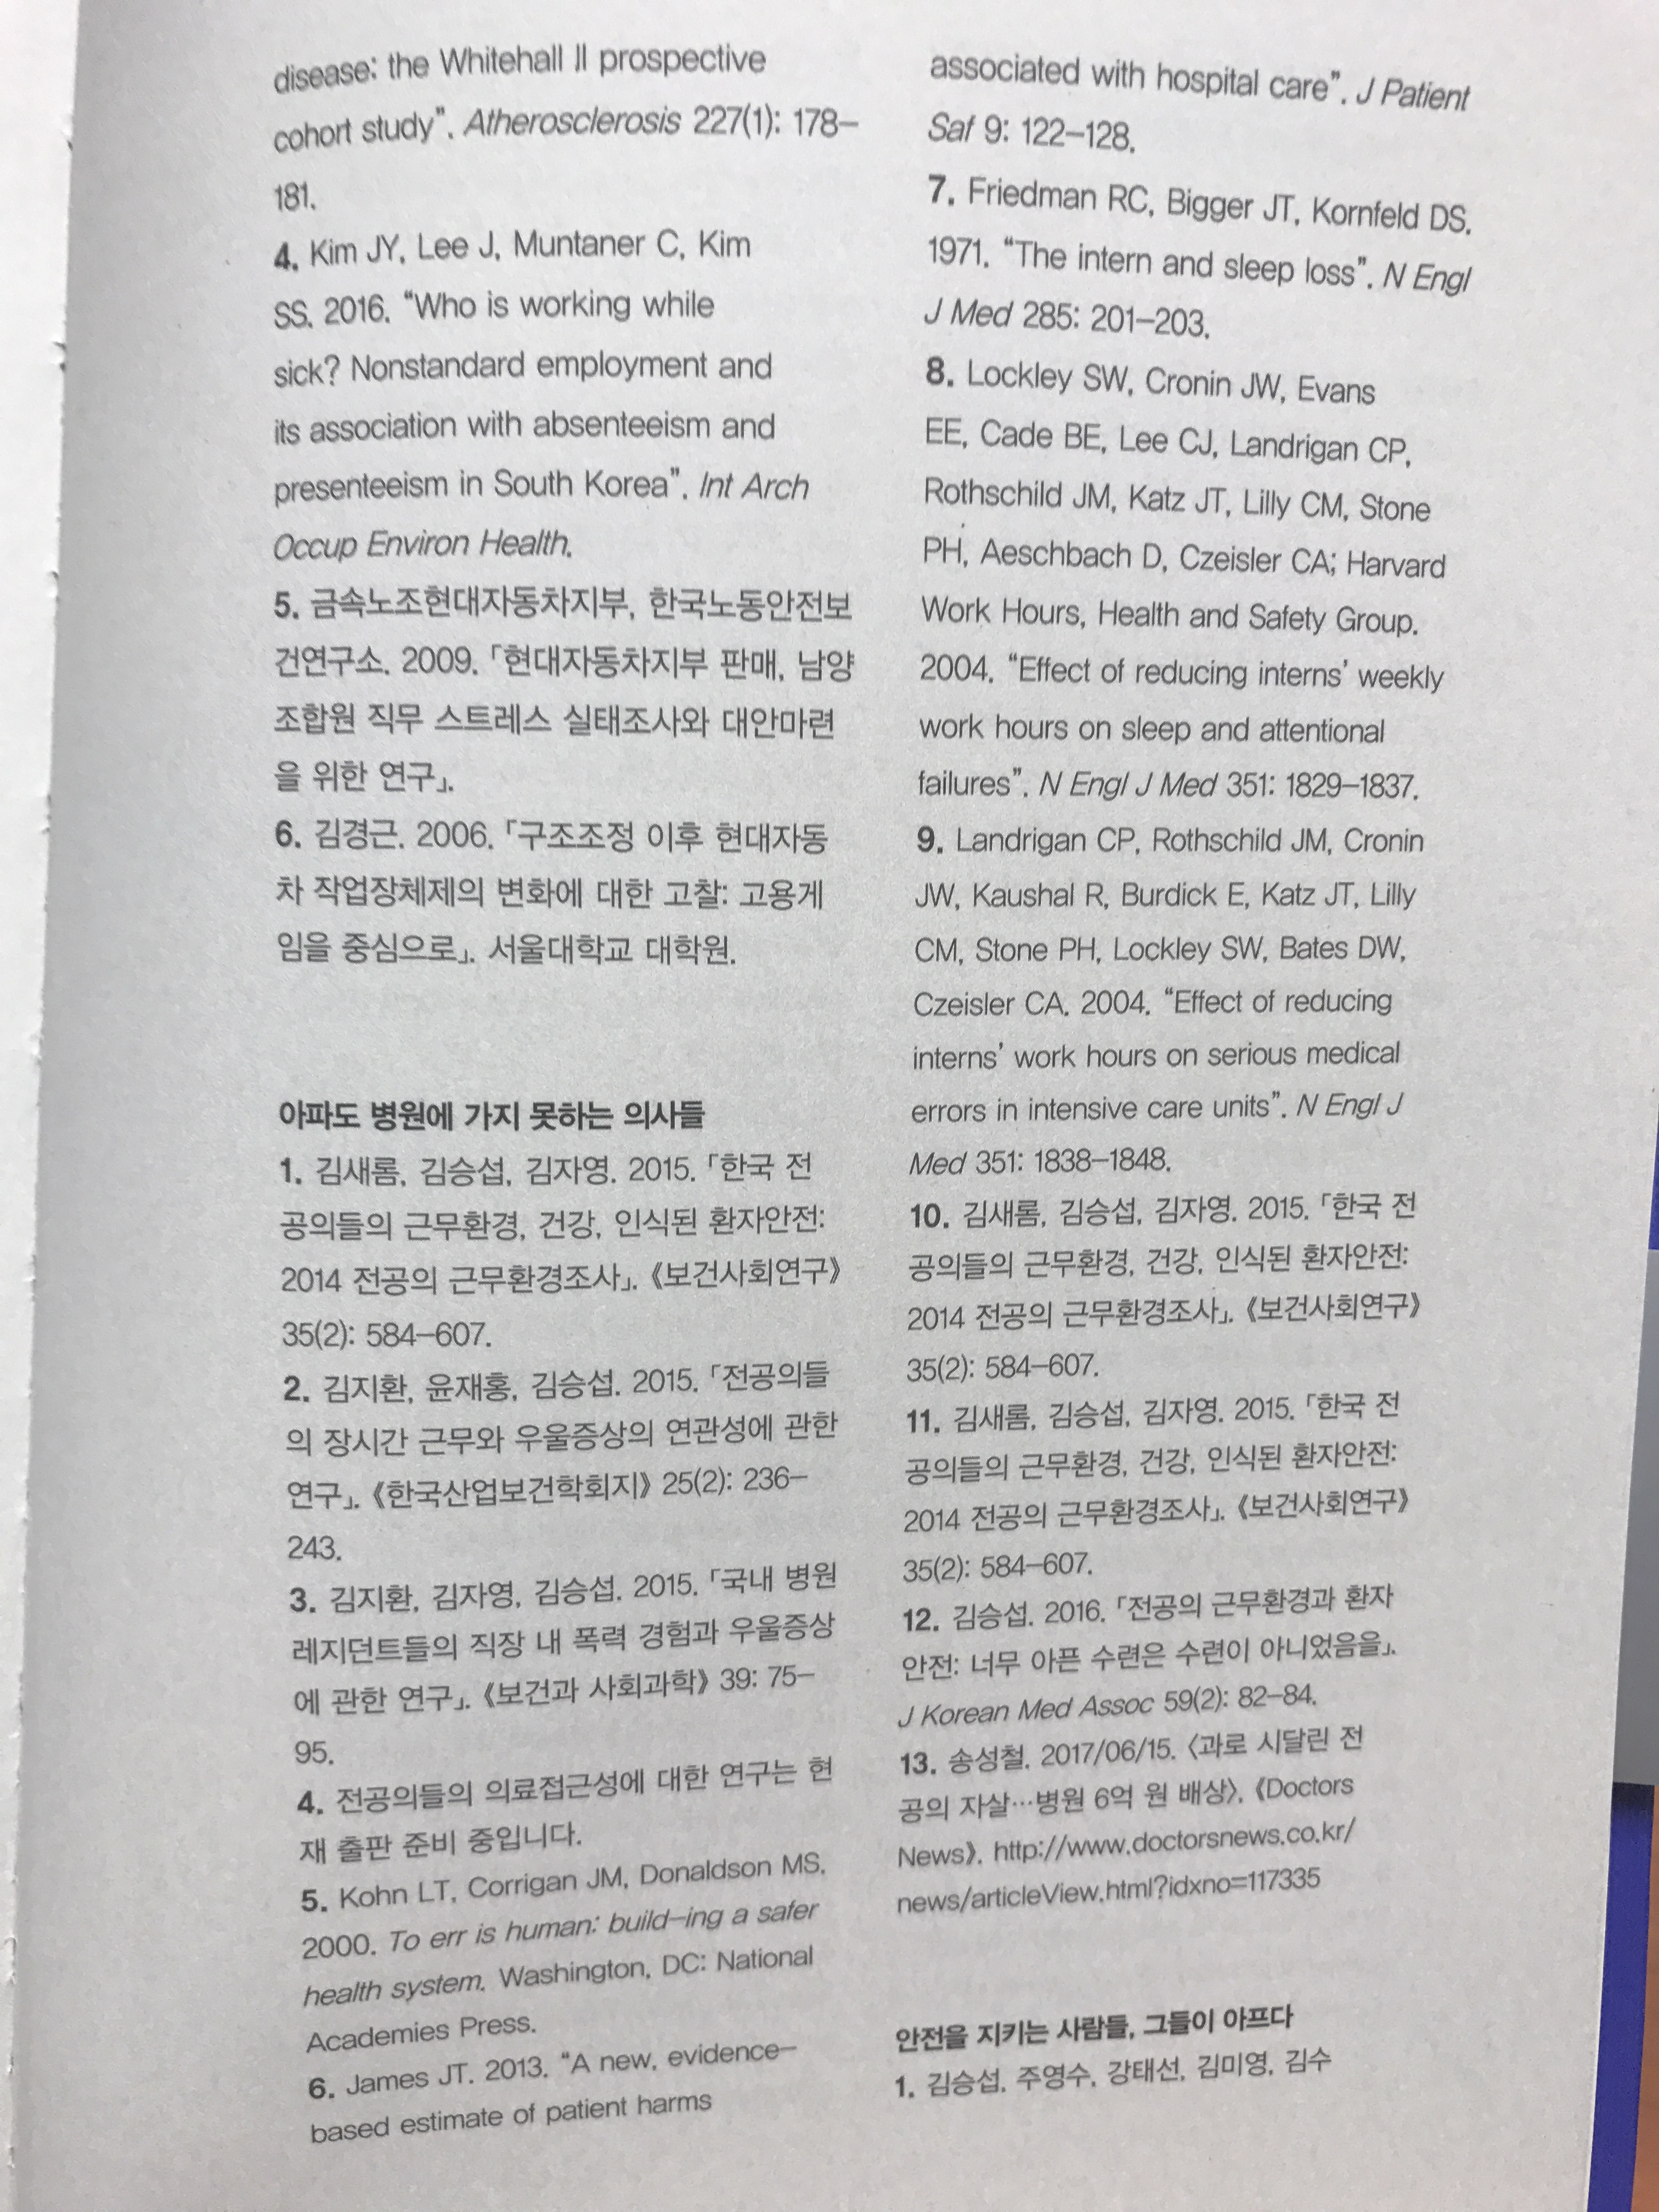 disease: the Whitehall II prospective
cohort study”. Atherosclerosis 227(1): 178–
181.
4. Kim JY, Lee J, Muntaner C, Kim
SS. 2016. “Who is working while
sick? Nonstandard employment and
its association with absenteeism and
presenteeism in South Korea”. Int Arch
Occup Environ Health.
5. 금속노조현대자동차지부, 한국노동안전보
건연구소. 2009. 「현대자동차지부 판매, 남양
조합원 직무 스트레스 실태조사와 대안마련
을 위한 연구」.
6. 김경근. 2006. 「구조조정 이후 현대자동
차 작업장체제의 변화에 대한 고찰: 고용게
임을 중심으로」. 서울대학교 대학원.
아파도 병원에 가지 못하는 의사들
1. 김새롬, 김승섭, 김자영. 2015. 「한국 전
공의들의 근무환경, 건강, 인식된 환자안전:
2014 전공의 근무환경조사」. 《보건사회연구》
35(2): 584–607.
2. 김지환, 윤재홍, 김승섭. 2015. 「전공의들
의 장시간 근무와 우울증상의 연관성에 관한
연구」. 《한국산업보건학회지》 25(2): 236–
243.
3. 김지환, 김자영, 김승섭. 2015. 「국내 병원
레지던트들의 직장 내 폭력 경험과 우울증상
에 관한 연구」. 《보건과 사회과학》 39: 75–
95.
4. 전공의들의 의료접근성에 대한 연구는 현
재 출판 준비 중입니다.
5. Kohn LT, Corrigan JM, Donaldson MS.
2000. To err is human: build–ing a safer
health system. Washington, DC: National
Academies Press.
6. James JT. 2013. “A new, evidence–
based estimate of patient harms
associated with hospital care”. J Patient
Saf 9: 122–128.
7. Friedman RC, Bigger JT, Kornfeld DS.
1971. “The intern and sleep loss”. N Engl
J Med 285: 201–203.
8. Lockley SW, Cronin JW, Evans
EE, Cade BE, Lee CJ, Landrigan CP,
Rothschild JM, Katz JT, Lilly CM, Stone
PH, Aeschbach D, Czeisler CA; Harvard
Work Hours, Health and Safety Group.
2004. “Effect of reducing interns’ weekly
work hours on sleep and attentional
failures”. N Engl J Med 351: 1829–1837.
9. Landrigan CP, Rothschild JM, Cronin
JW, Kaushal R, Burdick E, Katz JT, Lilly
CM, Stone PH, Lockley SW, Bates DW,
Czeisler CA. 2004. “Effect of reducing
interns’ work hours on serious medical
errors in intensive care units”. N Engl J
Med 351: 1838–1848.
10. 김새롬, 김승섭, 김자영. 2015. 「한국 전
공의들의 근무환경, 건강, 인식된 환자안전:
2014 전공의 근무환경조사」. 《보건사회연구》
35(2): 584–607.
11. 김새롬, 김승섭, 김자영. 2015. 「한국 전
공의들의 근무환경, 건강, 인식된 환자안전:
2014 전공의 근무환경조사」. 《보건사회연구》
35(2): 584–607.
12. 김승섭. 2016. 「전공의 근무환경과 환자
안전: 너무 아픈 수련은 수련이 아니었음을」.
J Korean Med Assoc 59(2): 82–84.
13. 송성철. 2017/06/15. 〈과로 시달린 전
공의 자살…병원 6억 원 배상〉. 《Doctors
News》. http://www.doctorsnews.co.kr/
news/articleView.html?idxno=117335
안전을 지키는 사람들, 그들이 아프다
1. 김승섭, 주영수, 강태선, 김미영, 김수